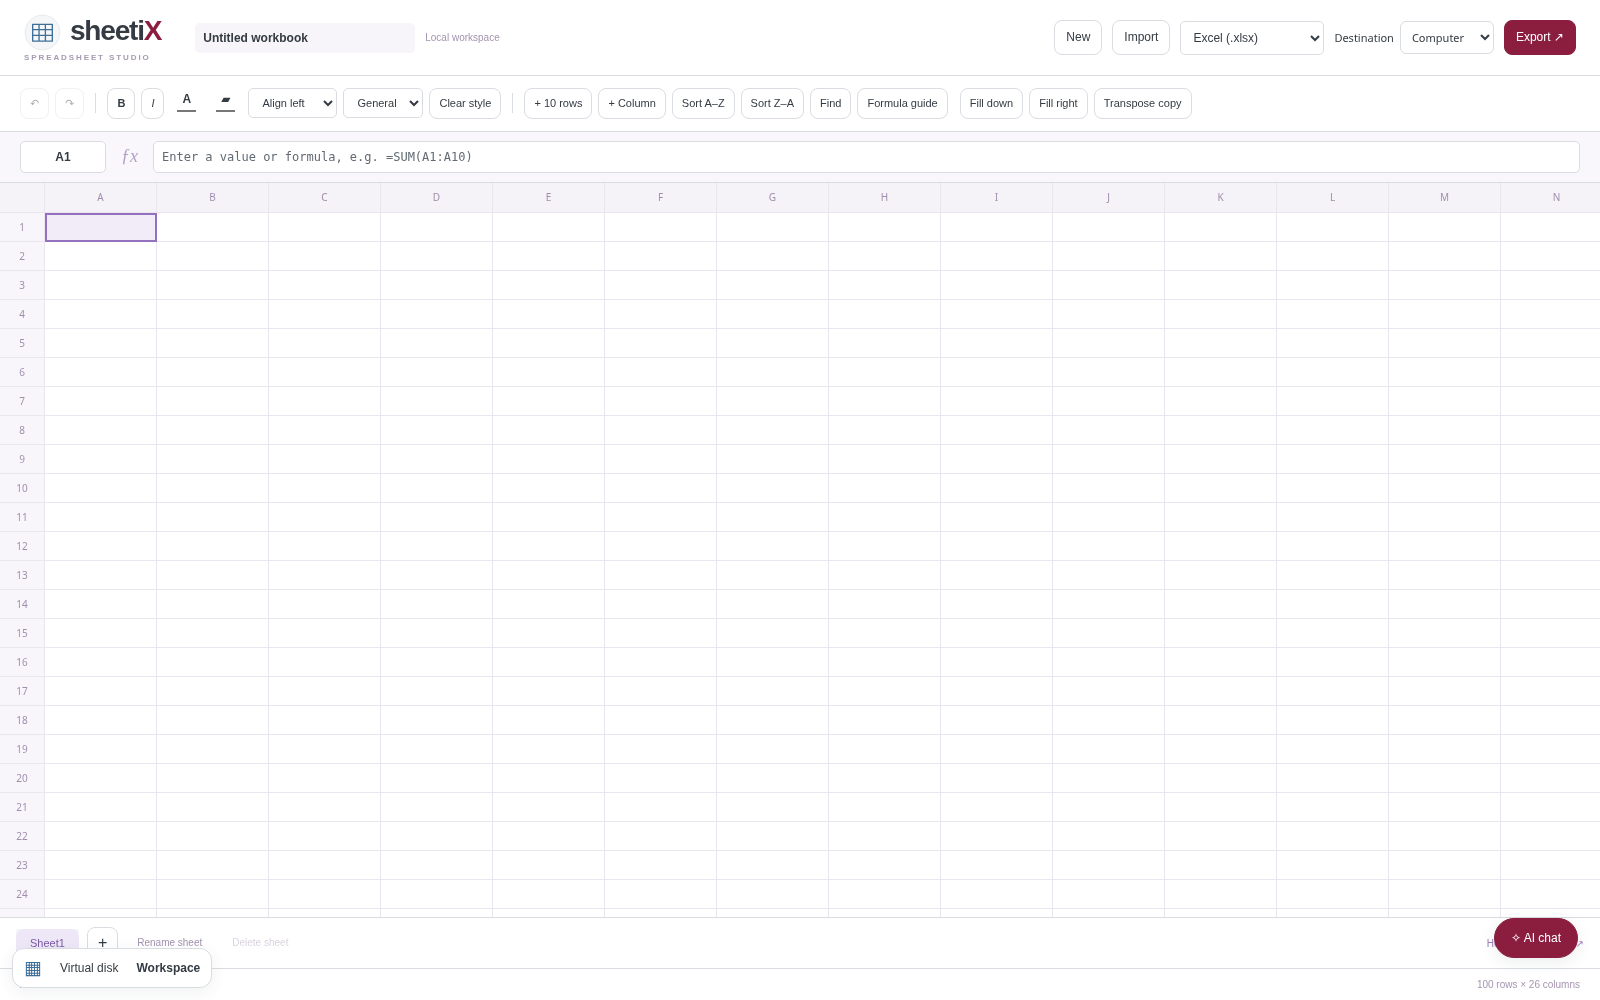 sheetiX
SPREADSHEET STUDIO
Untitled workbook
Local workspace
New
Import
Excel (.xlsx)
Destination
Computer
Export ↗
↶ ↷
B
I
A
▰
Align left
General
Clear style
+ 10 rows
+ Column
Sort A–Z
Sort Z–A
Find
Formula guide
Fill down
Fill right
Transpose copy
A1
ƒx
Enter a value or formula, e.g. =SUM(A1:A10)
A B C D E F G H I J K L M N
1
2
3
4
5
6
7
8
9
10
11
12
13
14
15
16
17
18
19
20
21
22
23
24
Sheet1
+
Rename sheet
Delete sheet
✧ AI chat
Virtual disk
Workspace
100 rows × 26 columns